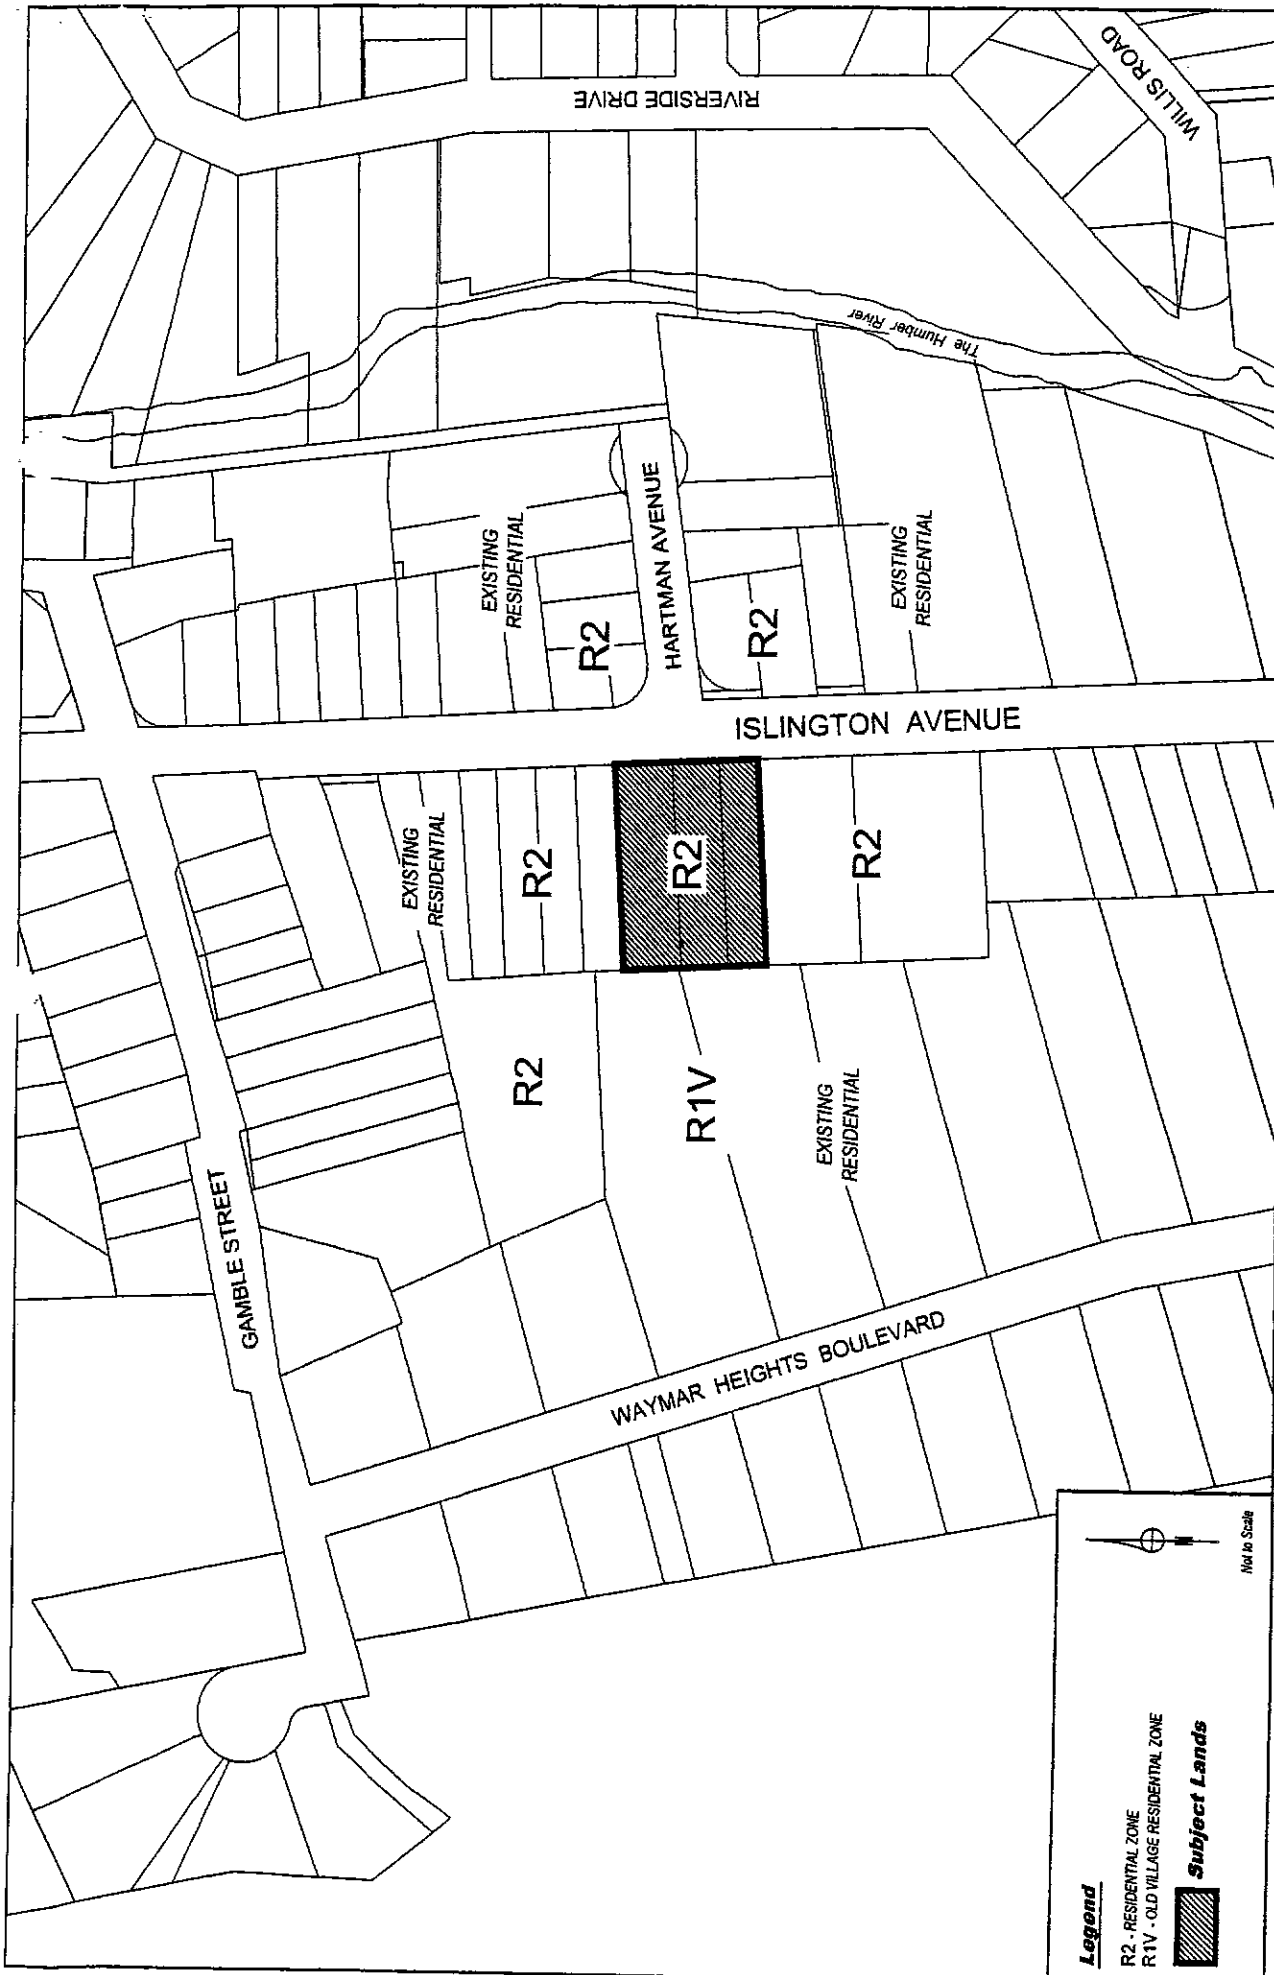 RIVERSIDE DRIVE
WILLIS ROAD
The Humber River
EXISTING
RESIDENTIAL
HARTMAN AVENUE
EXISTING
RESIDENTIAL
R2
R2
ISLINGTON AVENUE
EXISTING
RESIDENTIAL
R2
R2
R2
R2
R1V
EXISTING
RESIDENTIAL
GAMBLE STREET
WAYMAR HEIGHTS BOULEVARD
Legend
R2 - RESIDENTIAL ZONE
R1V - OLD VILLAGE RESIDENTIAL ZONE
Subject Lands
N
Not to Scale